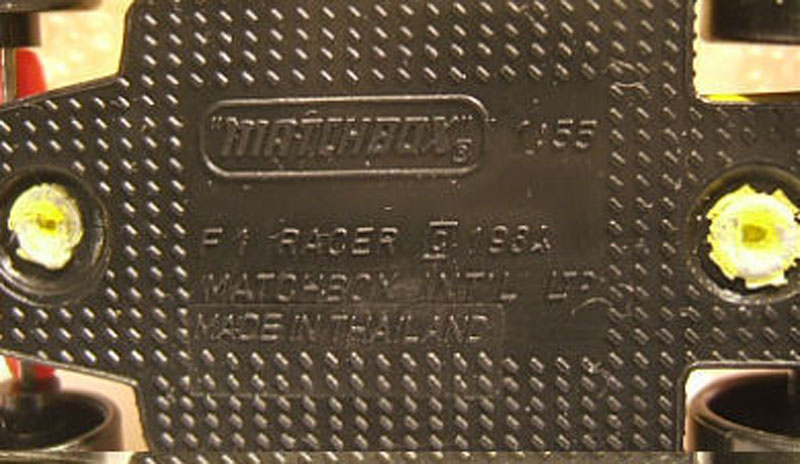 "MATCHBOX"® 1:55
F1 RACER © 1984
MATCHBOX INT'L LTD
MADE IN THAILAND